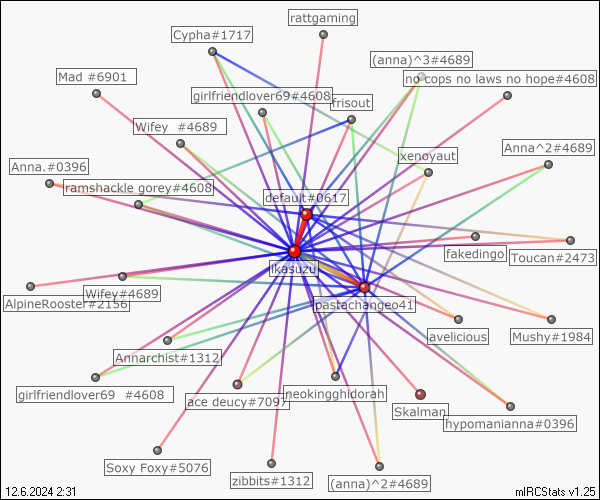 rattgaming
Cypha#1717
(anna)^3#4689
Mad #6901
no cops no laws no hope#4608
girlfriendlover69#4608
frisout
Wifey  #4689
Anna^2#4689
xenoyaut
Anna.#0396
ramshackle gorey#4608
default#0617
fakedingo
Toucan#2473
ikasuzu
Wifey#4689
AlpineRooster#2156
pastachangeo41
avelicious
Mushy#1984
Annarchist#1312
girlfriendlover69  #4608
ace deucy#7097
neokingghidorah
Skalman
hypomanianna#0396
Soxy Foxy#5076
zibbits#1312
(anna)^2#4689
12.6.2024 2:31
mIRCStats v1.25